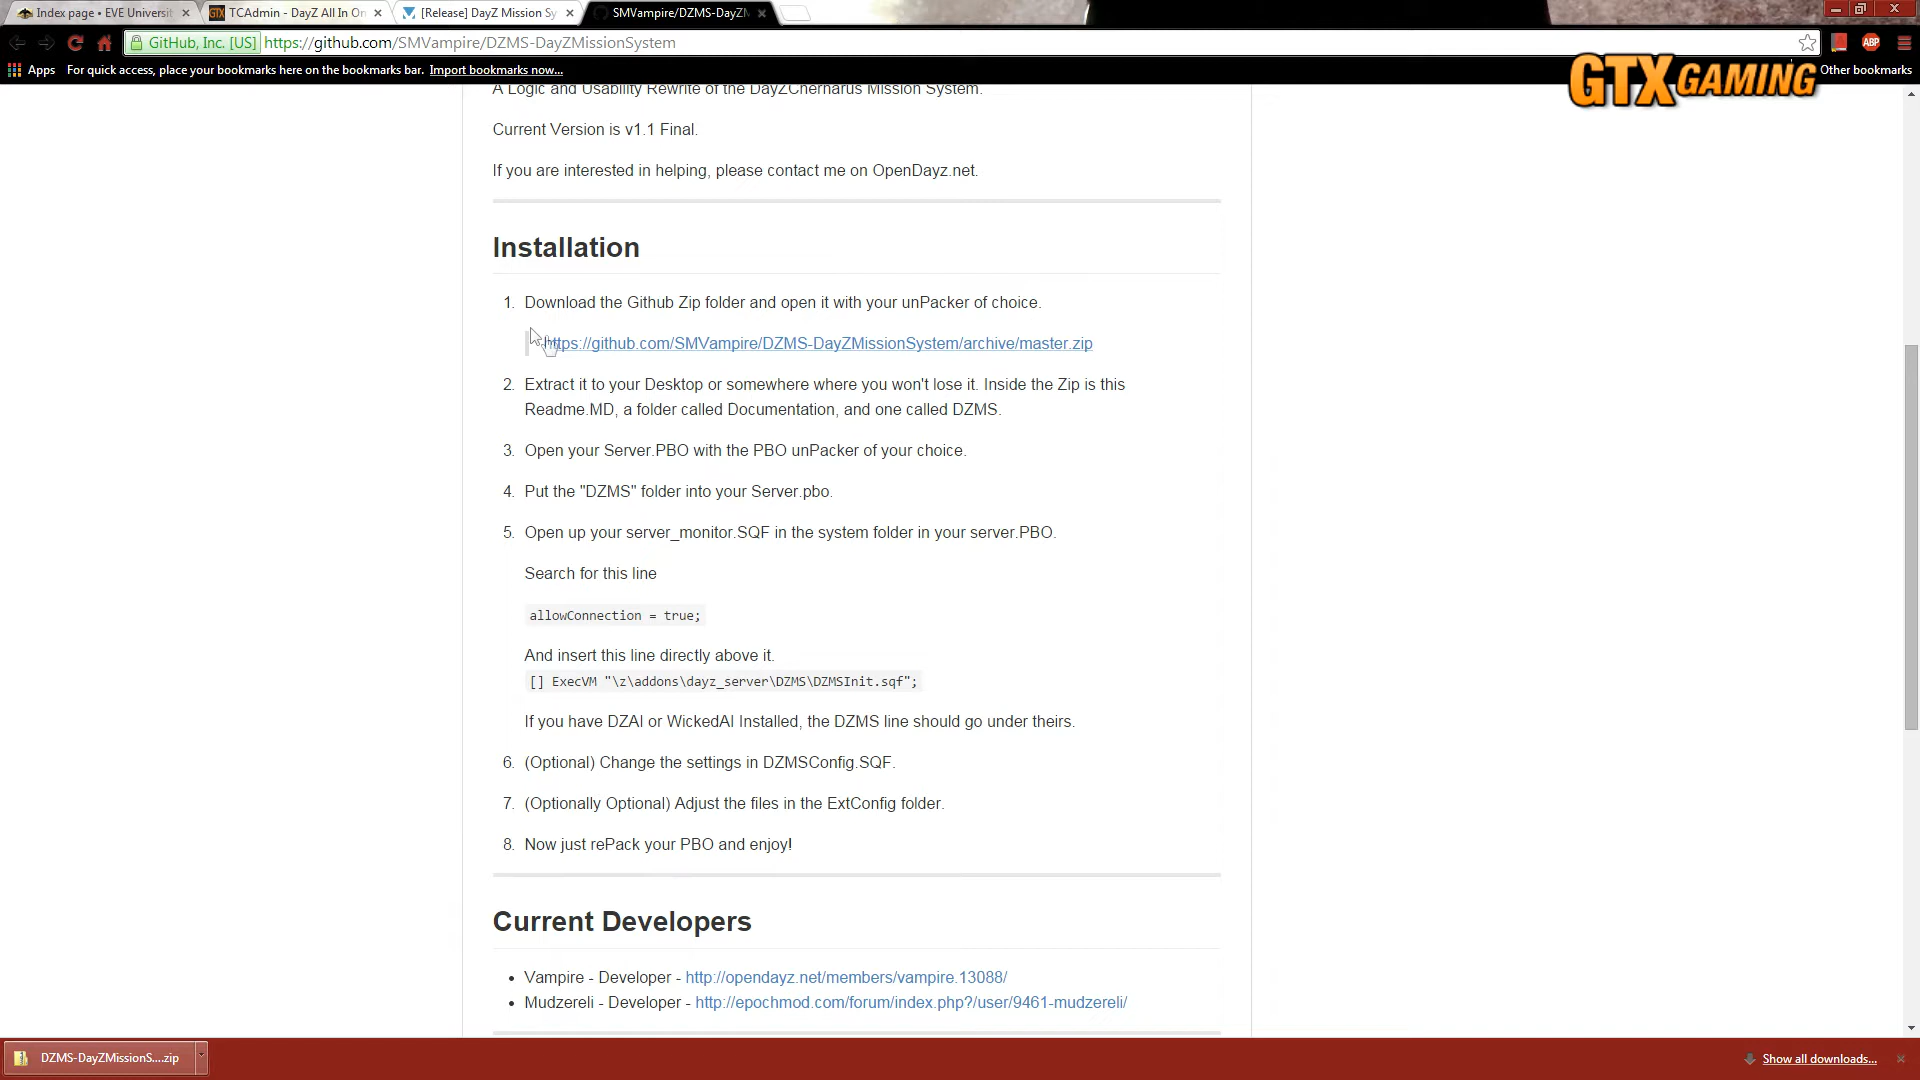 Index page • EVE Universit
TCAdmin - DayZ All In On
[Release] DayZ Mission Sy
SMVampire/DZMS-DayZM
GitHub, Inc. [US] https://github.com/SMVampire/DZMS-DayZMissionSystem
ABP
Apps For quick access, place your bookmarks here on the bookmarks bar. Import bookmarks now...
Other bookmarks
GTXGAMING
A Logic and Usability Rewrite of the DayZChernarus Mission System.
Current Version is v1.1 Final.
If you are interested in helping, please contact me on OpenDayz.net.
Installation
1. Download the Github Zip folder and open it with your unPacker of choice.
https://github.com/SMVampire/DZMS-DayZMissionSystem/archive/master.zip
2. Extract it to your Desktop or somewhere where you won't lose it. Inside the Zip is this
Readme.MD, a folder called Documentation, and one called DZMS.
3. Open your Server.PBO with the PBO unPacker of your choice.
4. Put the "DZMS" folder into your Server.pbo.
5. Open up your server_monitor.SQF in the system folder in your server.PBO.
Search for this line
allowConnection = true;
And insert this line directly above it.
[] ExecVM "\z\addons\dayz_server\DZMS\DZMSInit.sqf";
If you have DZAI or WickedAI Installed, the DZMS line should go under theirs.
6. (Optional) Change the settings in DZMSConfig.SQF.
7. (Optionally Optional) Adjust the files in the ExtConfig folder.
8. Now just rePack your PBO and enjoy!
Current Developers
• Vampire - Developer - http://opendayz.net/members/vampire.13088/
• Mudzereli - Developer - http://epochmod.com/forum/index.php?/user/9461-mudzereli/
DZMS-DayZMissionS....zip
Show all downloads...